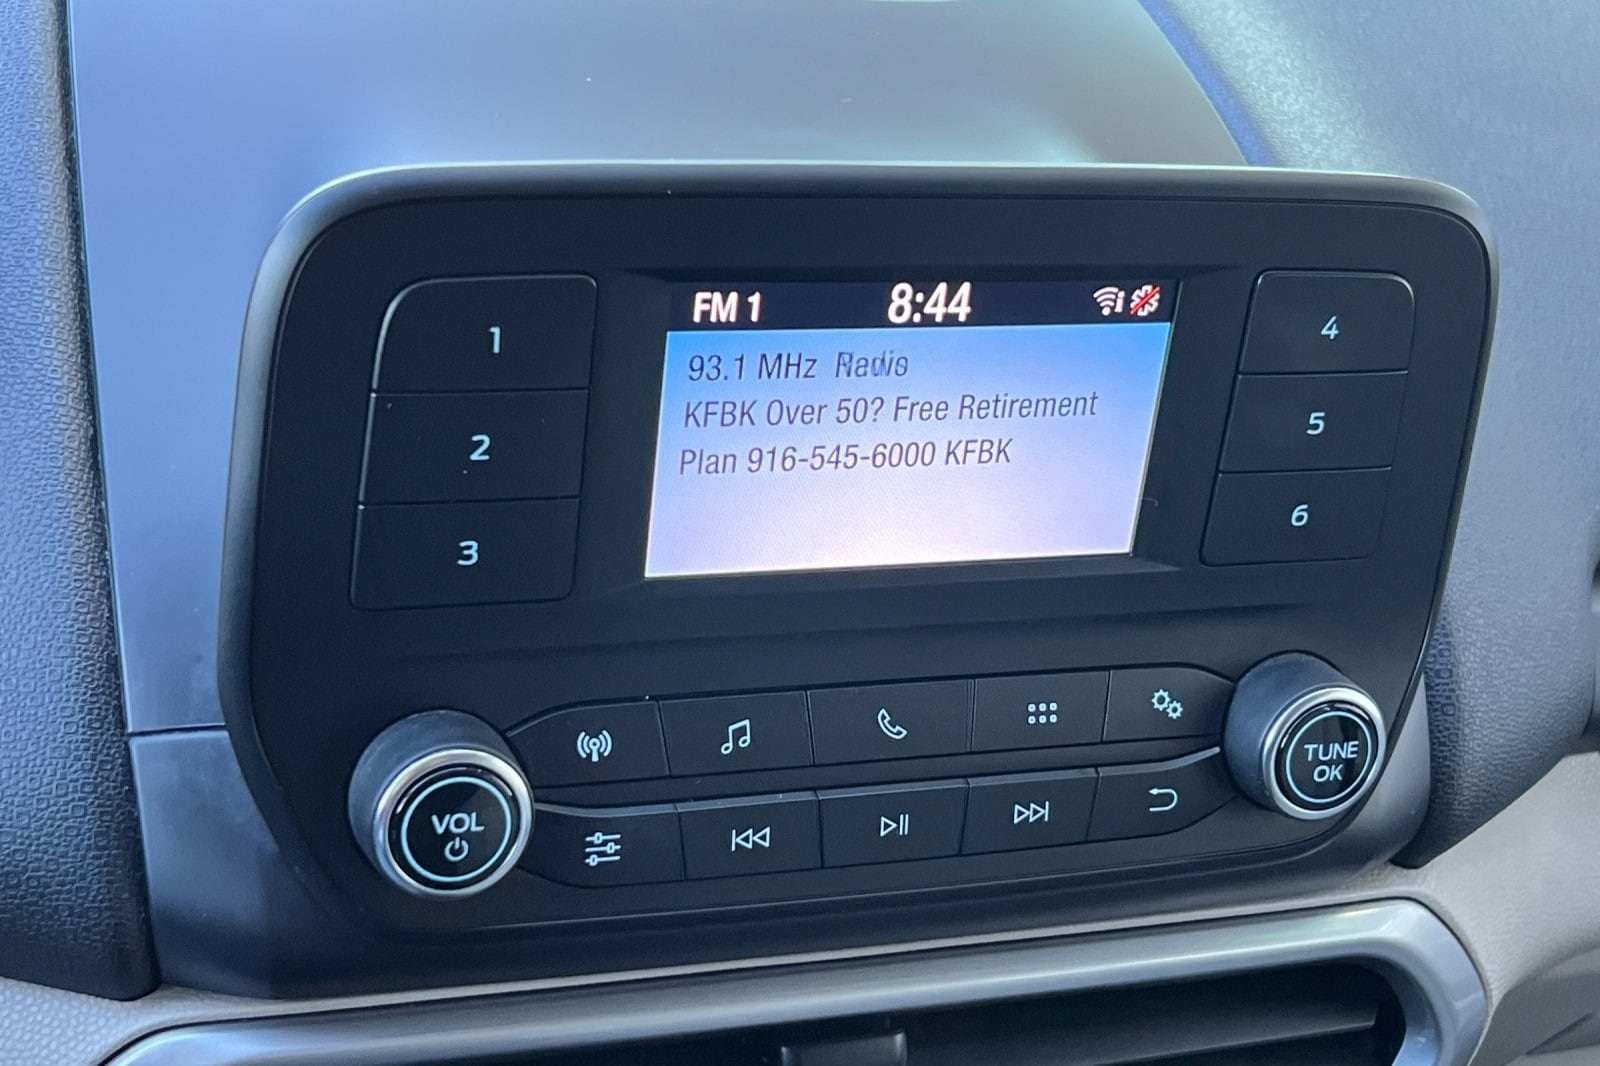 FM 1 8:44
93.1 MHz
KFBK Over 50? Free Retirement
Plan 916-545-6000 KFBK
1
2
3
4
5
6
VOL
TUNE
OK